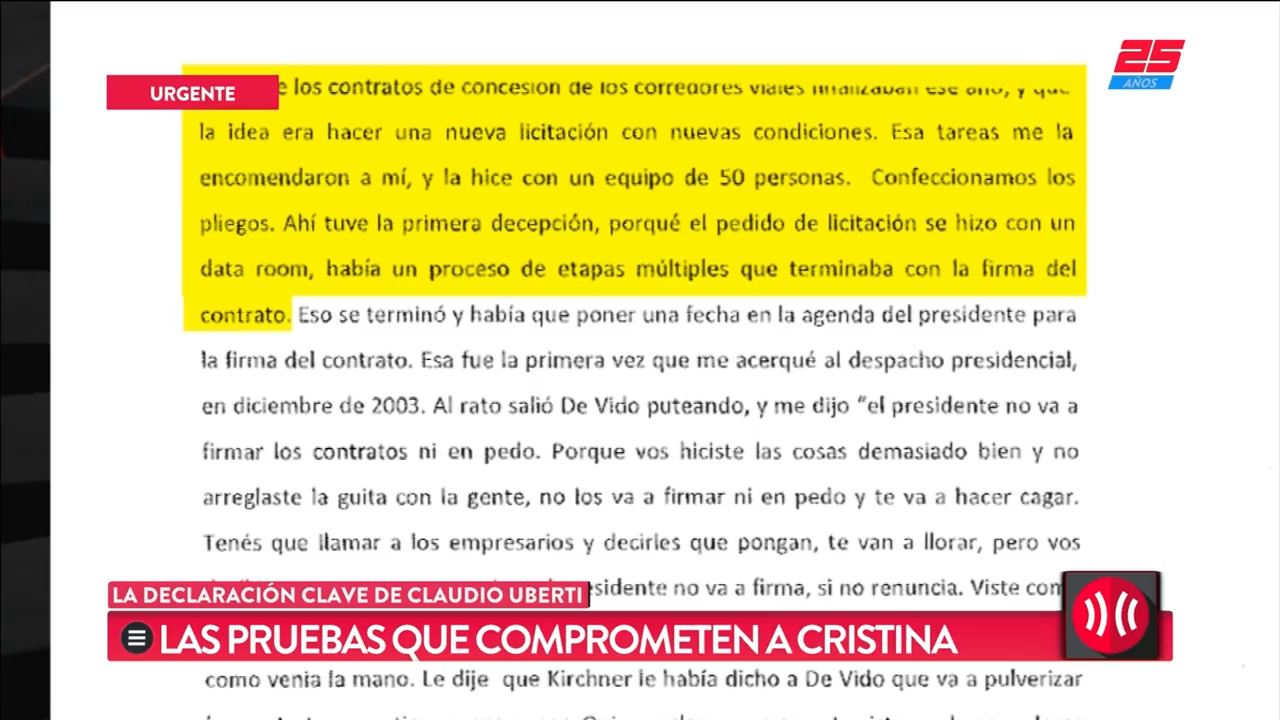 25
AÑOS
URGENTE
e los contratos de concesión de los corredores viales finalizaban ese año, y que
la idea era hacer una nueva licitación con nuevas condiciones. Esa tareas me la
encomendaron a mí, y la hice con un equipo de 50 personas. Confeccionamos los
pliegos. Ahí tuve la primera decepción, porqué el pedido de licitación se hizo con un
data room, había un proceso de etapas múltiples que terminaba con la firma del
contrato. Eso se terminó y había que poner una fecha en la agenda del presidente para
la firma del contrato. Esa fue la primera vez que me acerqué al despacho presidencial,
en diciembre de 2003. Al rato salió De Vido puteando, y me dijo “el presidente no va a
firmar los contratos ni en pedo. Porque vos hiciste las cosas demasiado bien y no
arreglaste la guita con la gente, no los va a firmar ni en pedo y te va a hacer cagar.
Tenés que llamar a los empresarios y decirles que pongan, te van a llorar, pero vos
esidente no va a firma, si no renuncia. Viste com
LA DECLARACIÓN CLAVE DE CLAUDIO UBERTI
LAS PRUEBAS QUE COMPROMETEN A CRISTINA
como venia la mano. Le dije que Kirchner le había dicho a De Vido que va a pulverizar